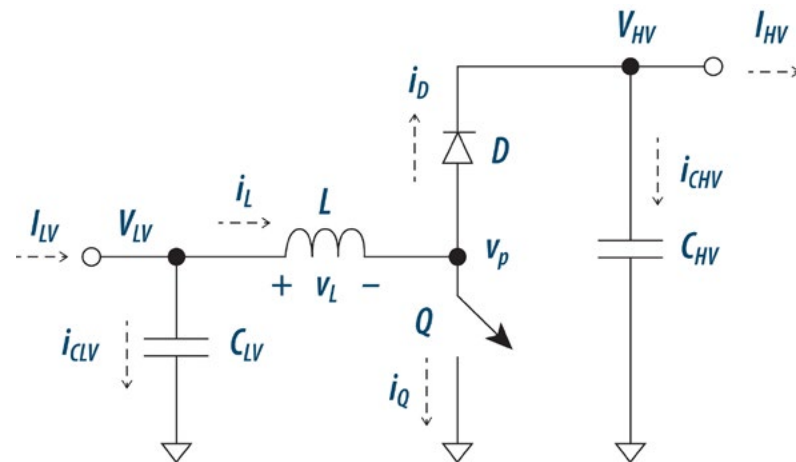 V_HV
I_HV
i_D
D
i_CHV
i_L
L
I_LV
V_LV
v_p
C_HV
+ v_L -
Q
i_CLV
C_LV
i_Q